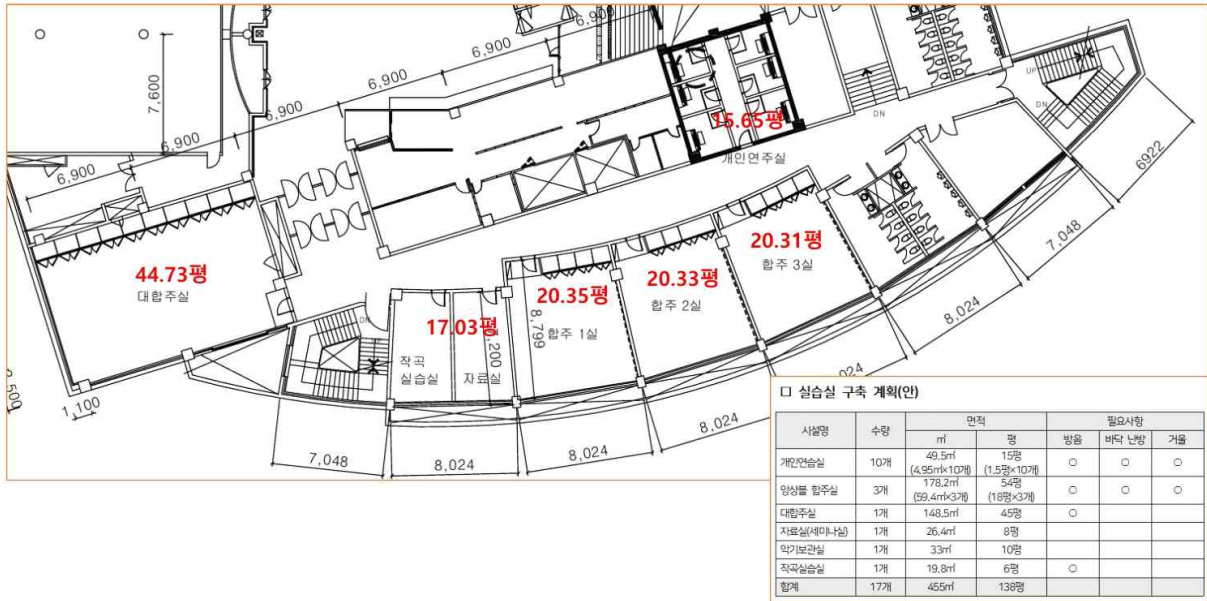 6,900
6,900
6,900
6,900
6,900
7,600
15.65평
개인연주실
UP
DN
DN
6922
7,048
44.73평
대합주실
20.31평
합주 3실
20.33평
합주 2실
20.35평
합주 1실
17.03평
8,799
작곡
실습실
자료실
DN
1,100
7,048
8,024
8,024
8,024
8,024
□ 실습실 구축 계획(안)
시설명 수량 면적 필요사항
㎡ 평 방음 바닥 난방 거울
개인연습실 10개 49.5㎡ (4.95㎡×10개) 15평 (1.5평×10개) ○ ○ ○
앙상블 합주실 3개 178.2㎡ (59.4㎡×3개) 54평 (18평×3개) ○ ○ ○
대합주실 1개 148.5㎡ 45평 ○
자료실(세미나실) 1개 26.4㎡ 8평
악기보관실 1개 33㎡ 10평
작곡실습실 1개 19.8㎡ 6평 ○
합계 17개 455㎡ 138평